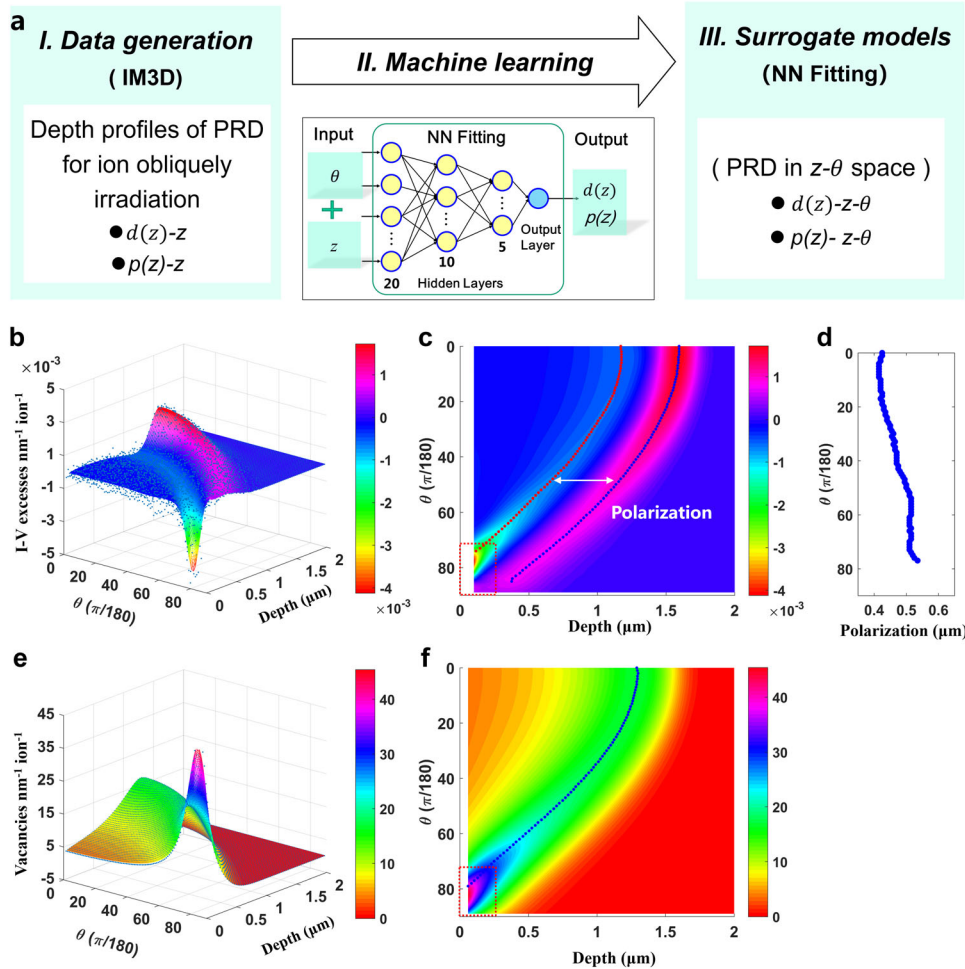 a
I. Data generation
( IM3D)
Depth profiles of PRD
for ion obliquely
irradiation
●d(z)-z
●p(z)-z
II. Machine learning
Input
NN Fitting
Output
θ
+
z
20
10
5
Hidden Layers
Output
Layer
d(z)
p(z)
III. Surrogate models
(NN Fitting)
( PRD in z-θ space )
● d(z)-z-θ
● p(z)- z-θ
b
×10⁻³
5
3
1
-1
-3
-5
I-V excesses nm⁻¹ ion⁻¹
0
20
40
60
80
θ (π/180)
0
0.5
1
1.5
2
Depth (μm)
1
0
-1
-2
-3
-4
×10⁻³
c
0
20
40
60
80
θ (π/180)
Polarization
0
0.5
1
1.5
2
Depth (μm)
1
0
-1
-2
-3
-4
×10⁻³
d
0
20
40
60
80
θ (π/180)
0.4
0.5
0.6
Polarization (μm)
e
45
35
25
15
5
-5
Vacancies nm⁻¹ ion⁻¹
0
20
40
60
80
θ (π/180)
0
0.5
1
1.5
2
Depth (μm)
40
30
20
10
0
f
0
20
40
60
80
θ (π/180)
0
0.5
1
1.5
2
Depth (μm)
40
30
20
10
0